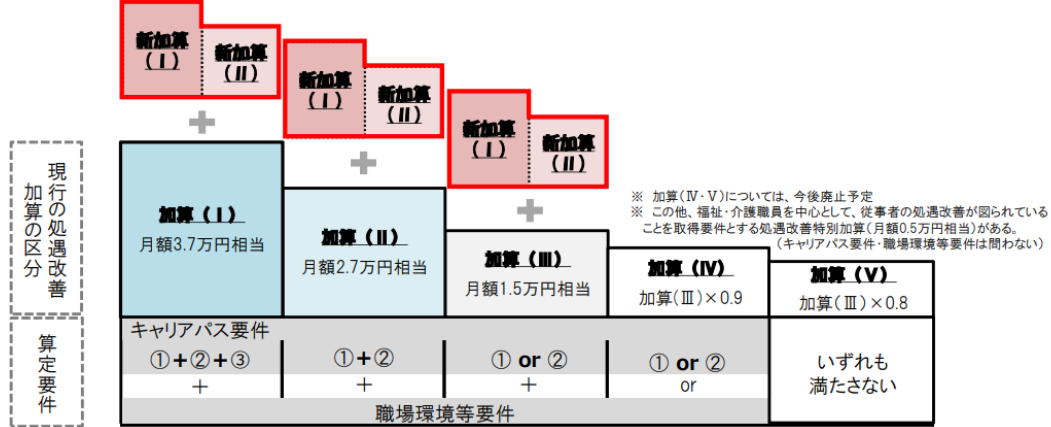 新加算
(Ⅰ)
新加算
(Ⅱ)
新加算
(Ⅰ)
新加算
(Ⅱ)
新加算
(Ⅰ)
新加算
(Ⅱ)
現行の処遇改善
加算の区分
加算（Ⅰ）
月額3.7万円相当
加算（Ⅱ）
月額2.7万円相当
加算（Ⅲ）
月額1.5万円相当
加算（Ⅳ）
加算(Ⅲ)×0.9
加算（Ⅴ）
加算(Ⅲ)×0.8
※ 加算(Ⅳ・Ⅴ)については、今後廃止予定
※ この他、福祉・介護職員を中心として、従事者の処遇改善が図られている
ことを取得要件とする処遇改善特別加算(月額0.5万円相当)がある。
（キャリアパス要件・職場環境等要件は問わない）
算定要件
キャリアパス要件
①+②+③
①+②
① or ②
① or ②
いずれも
満たさない
+
+
+
or
職場環境等要件